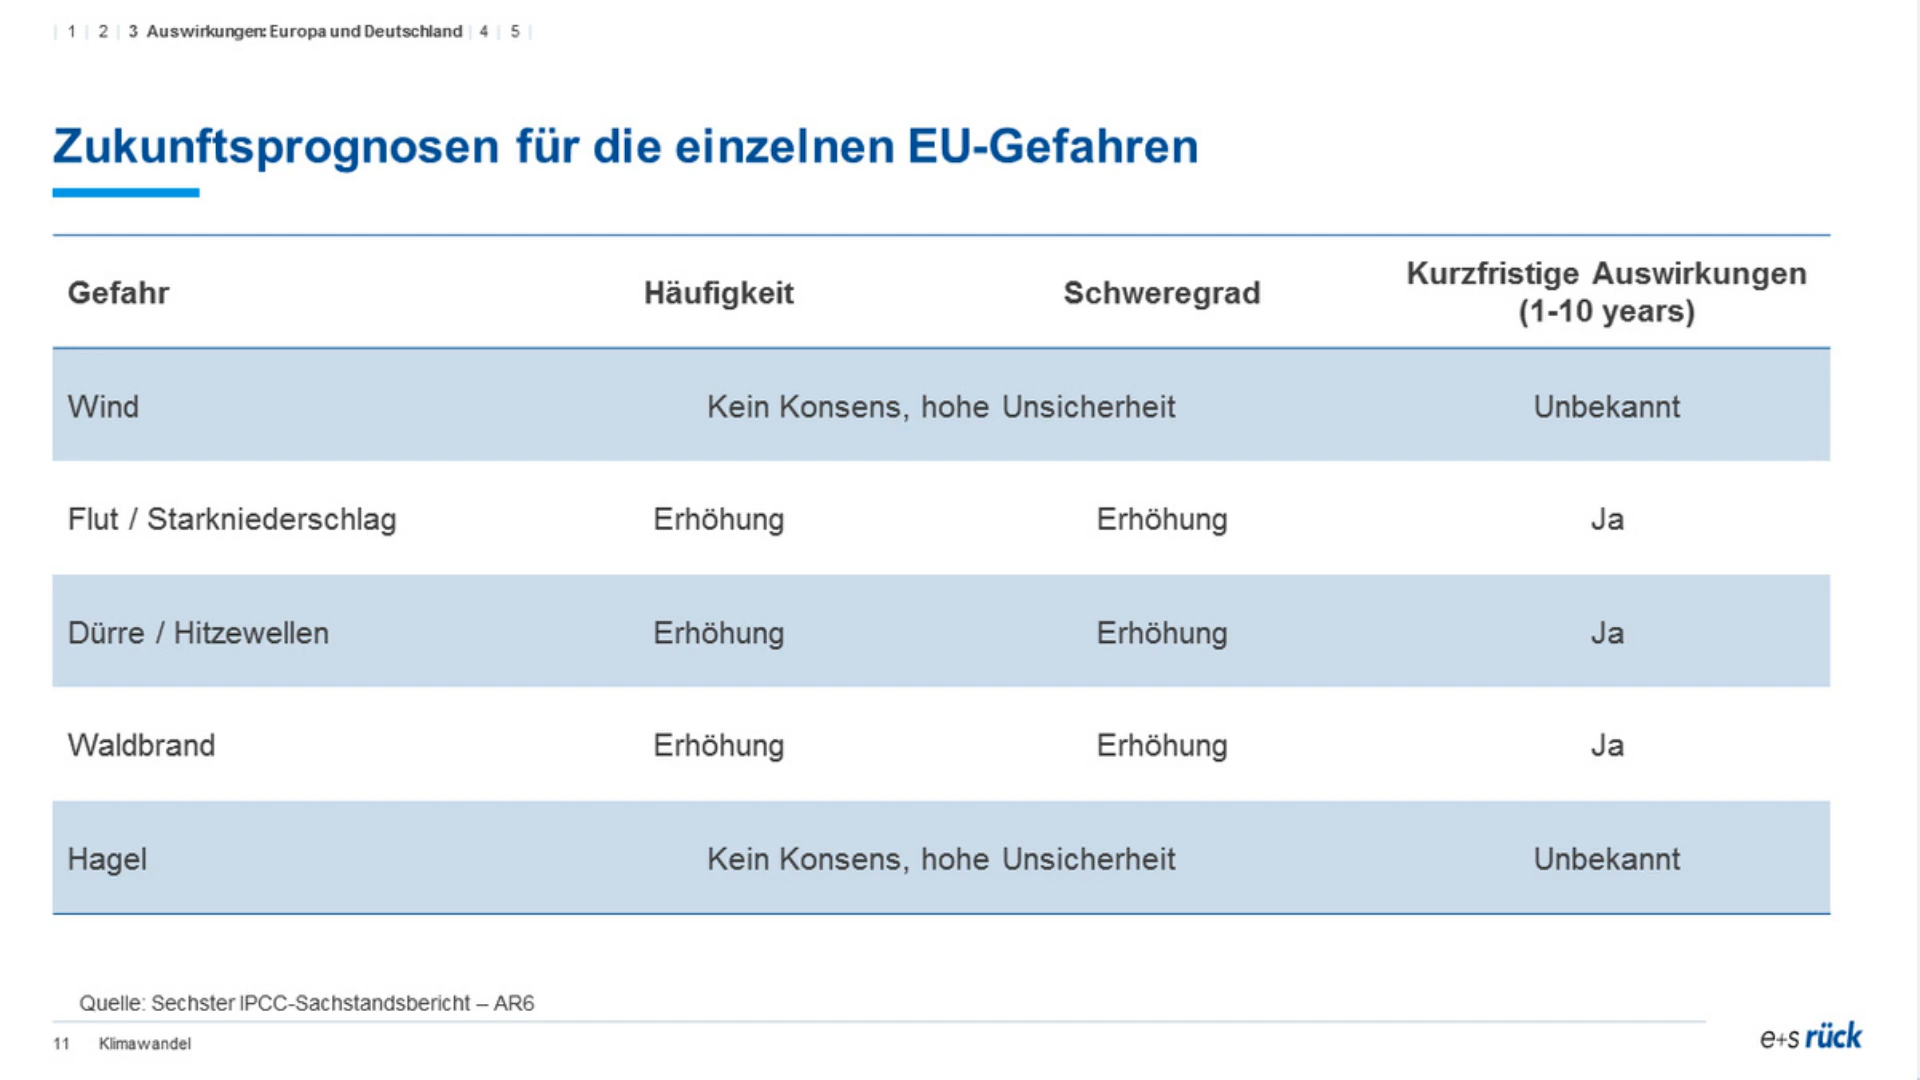 1 | 2 | 3 Auswirkungen: Europa und Deutschland | 4 | 5
Zukunftsprognosen für die einzelnen EU-Gefahren
Gefahr Häufigkeit Schweregrad Kurzfristige Auswirkungen
(1-10 years)
Wind Kein Konsens, hohe Unsicherheit Unbekannt
Flut / Starkniederschlag Erhöhung Erhöhung Ja
Dürre / Hitzewellen Erhöhung Erhöhung Ja
Waldbrand Erhöhung Erhöhung Ja
Hagel Kein Konsens, hohe Unsicherheit Unbekannt
Quelle: Sechster IPCC-Sachstandsbericht – AR6
11 Klimawandel
e+s rück